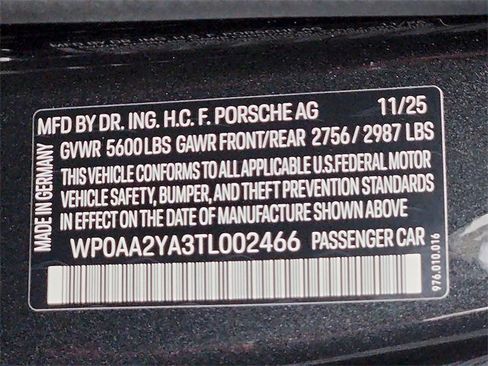 MFD BY DR. ING. H.C. F. PORSCHE AG 11/25
GVWR 5600LBS GAWR FRONT/REAR 2756/2987 LBS
THIS VEHICLE CONFORMS TO ALL APPLICABLE U.S.FEDERAL MOTOR
VEHICLE SAFETY, BUMPER, AND THEFT PREVENTION STANDARDS
IN EFFECT ON THE DATE OF MANUFACTURE SHOWN ABOVE
WP0AA2YA3TL002466 PASSENGER CAR
MADE IN GERMANY
976.010.016